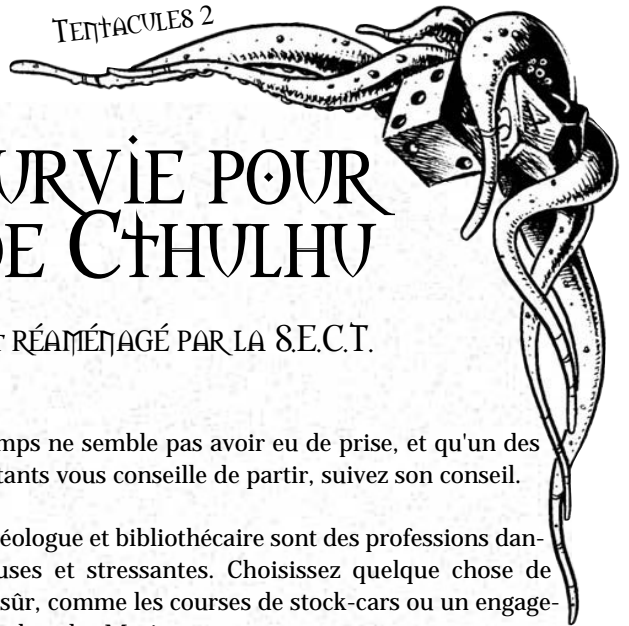 TENTACULES 2
URVIE POUR
DE CTHULHU
RÉAMÉNAGÉ PAR LA S.E.C.T.
mps ne semble pas avoir eu de prise, et qu'un des
tants vous conseille de partir, suivez son conseil.
éologue et bibliothécaire sont des professions dan-
uses et stressantes. Choisissez quelque chose de
sûr, comme les courses de stock-cars ou un engage-